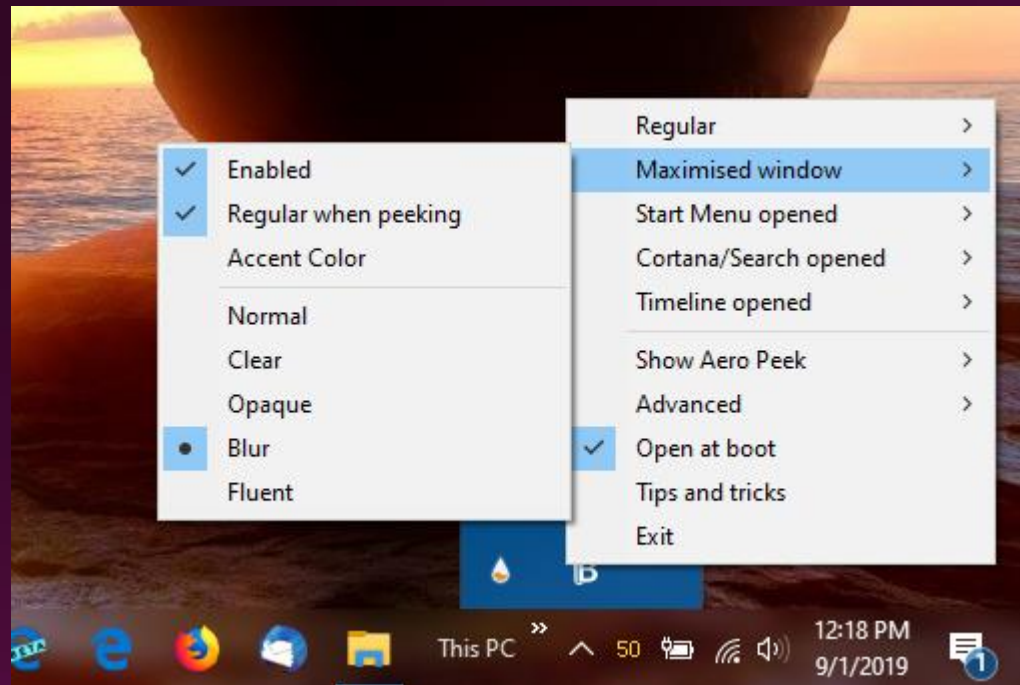 Regular
Maximised window
Start Menu opened
Cortana/Search opened
Timeline opened
Show Aero Peek
Advanced
Open at boot
Tips and tricks
Exit
Enabled
Regular when peeking
Accent Color
Normal
Clear
Opaque
Blur
Fluent
This PC
50
12:18 PM
9/1/2019
1